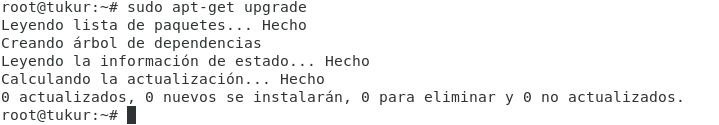 root@tukur:~# sudo apt-get upgrade
Leyendo lista de paquetes... Hecho
Creando árbol de dependencias
Leyendo la información de estado... Hecho
Calculando la actualización... Hecho
0 actualizados, 0 nuevos se instalarán, 0 para eliminar y 0 no actualizados.
root@tukur:~#